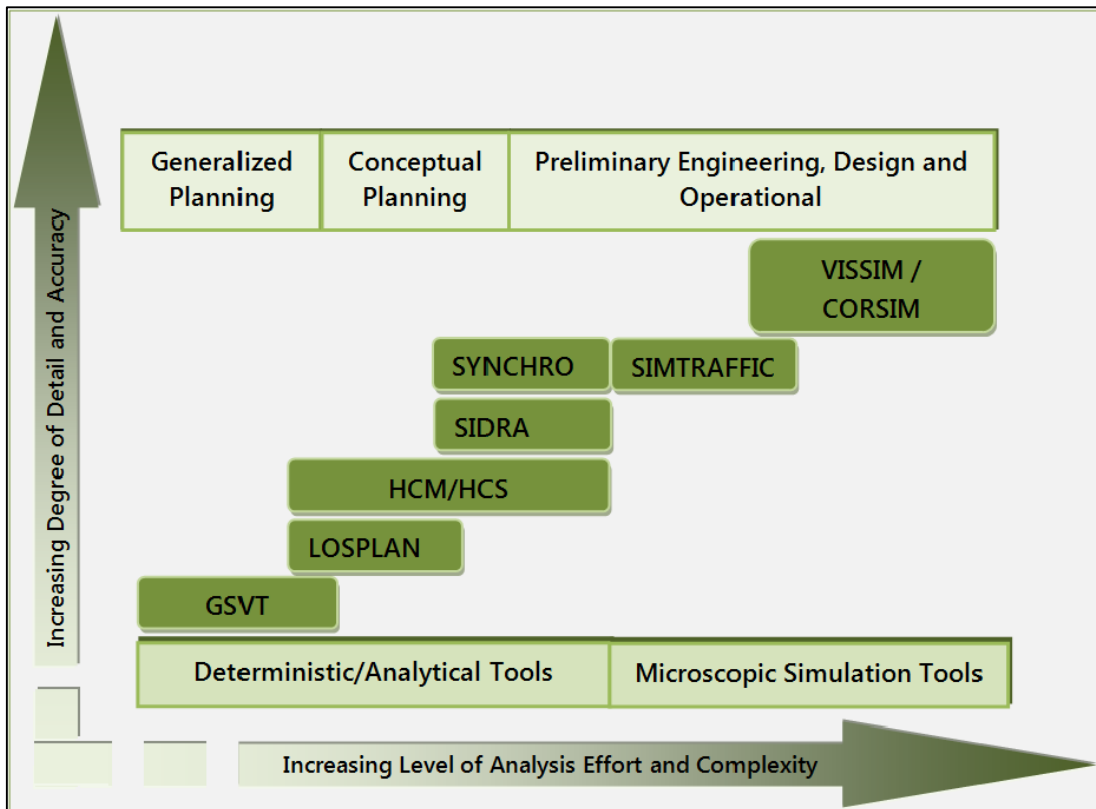 Increasing Degree of Detail and Accuracy
Generalized
Planning
Conceptual
Planning
Preliminary Engineering, Design and
Operational
VISSIM /
CORSIM
SYNCHRO
SIMTRAFFIC
SIDRA
HCM/HCS
LOSPLAN
GSVT
Deterministic/Analytical Tools
Microscopic Simulation Tools
Increasing Level of Analysis Effort and Complexity